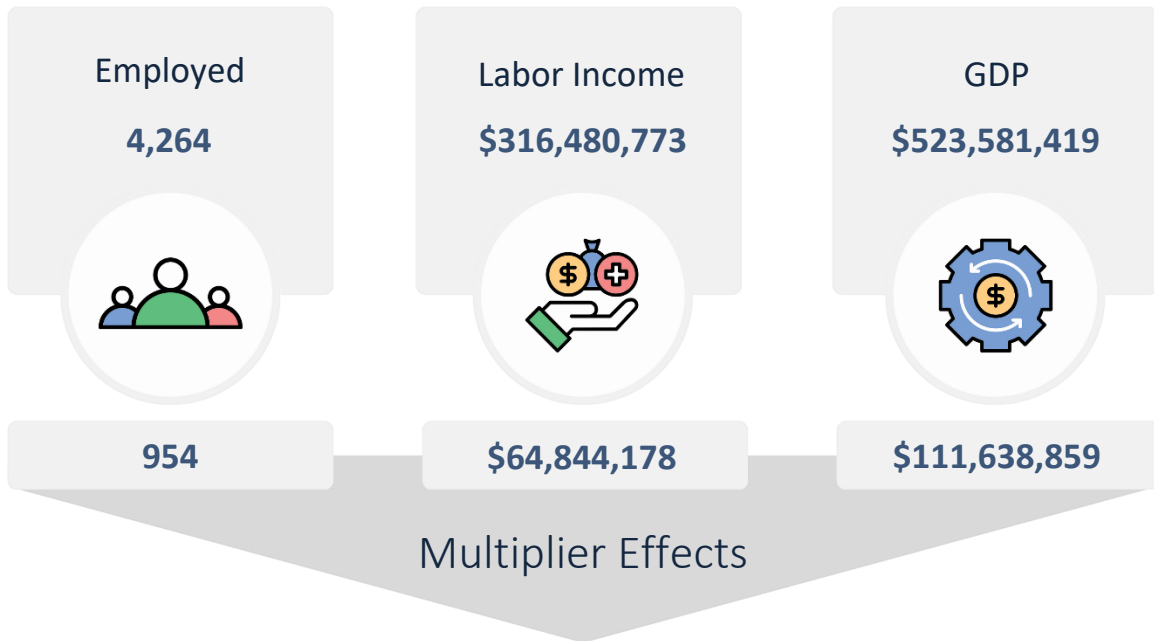 Employed
4,264
Labor Income
$316,480,773
GDP
$523,581,419
954
$64,844,178
$111,638,859
Multiplier Effects